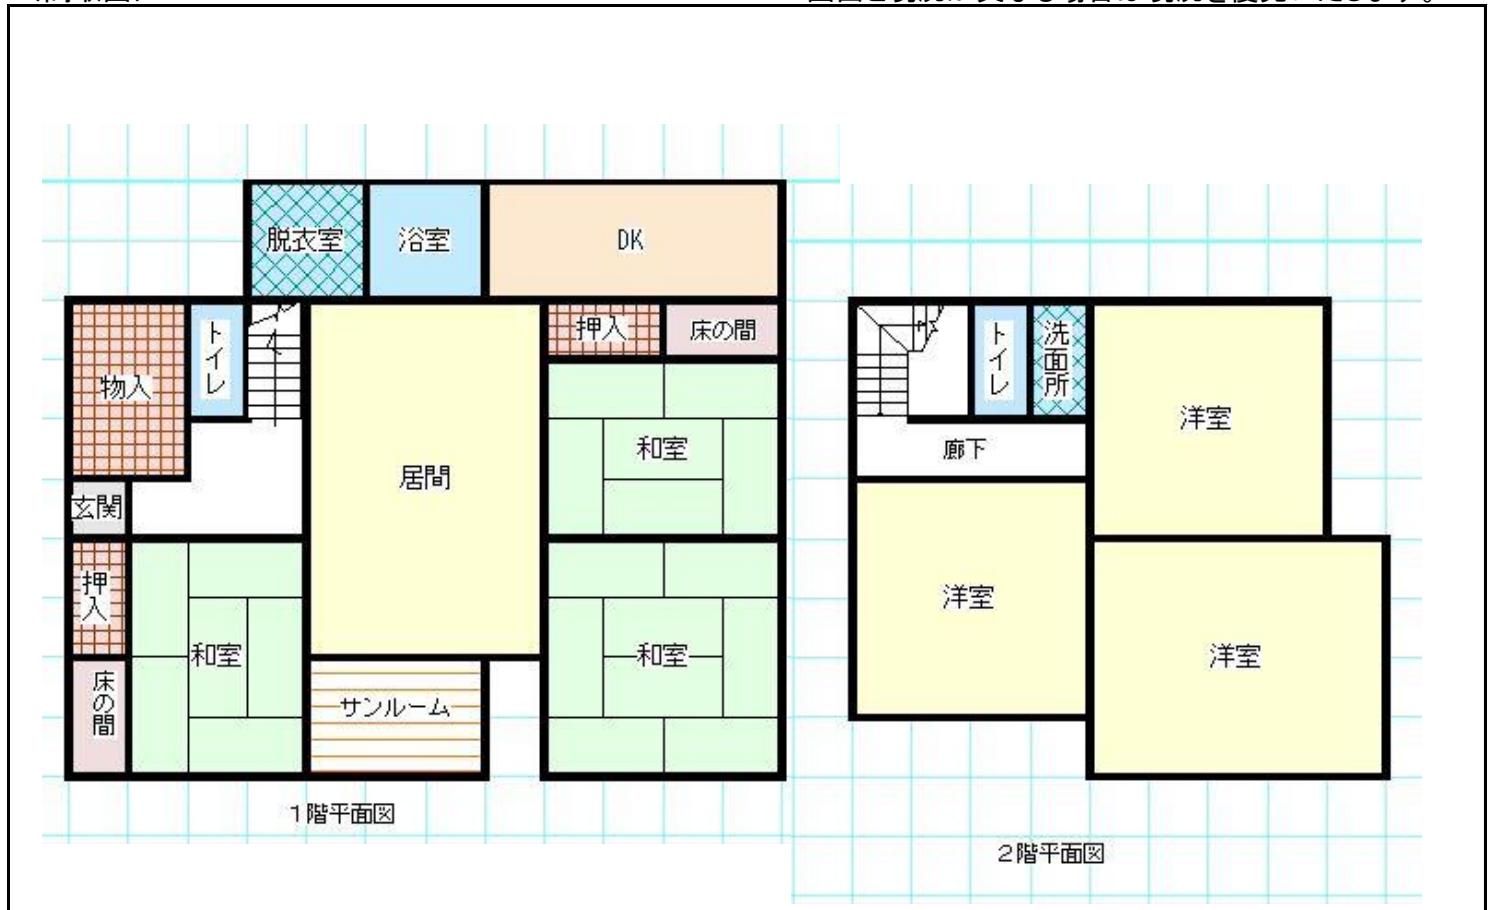 脱衣室
浴室
DK
物入
トイレ
押入
床の間
和室
居間
玄関
押入
和室
床の間
サンルーム
和室
1階平面図
トイレ
洗面所
洋室
廊下
洋室
洋室
2階平面図